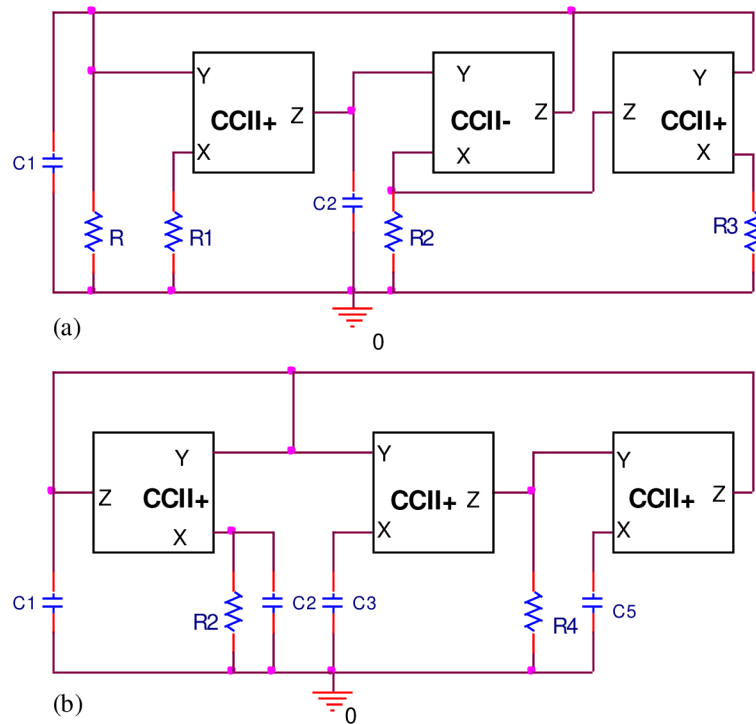 Y
Y
Y
CCII+
Z
CCII-
Z
Z
CCII+
X
X
X
C1
C2
R
R1
R2
R3
(a)
0
Y
Y
Y
Z
CCII+
CCII+
Z
CCII+
Z
X
X
X
C1
R2
C2
C3
R4
C5
(b)
0